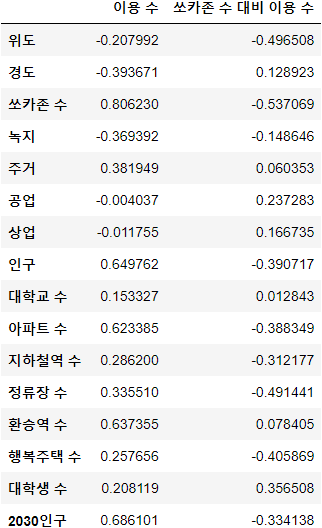 이용 수 쏘카존 수 대비 이용 수
위도 -0.207992 -0.496508
경도 -0.393671 0.128923
쏘카존 수 0.806230 -0.537069
녹지 -0.369392 -0.148646
주거 0.381949 0.060353
공업 -0.004037 0.237283
상업 -0.011755 0.166735
인구 0.649762 -0.390717
대학교 수 0.153327 0.012843
아파트 수 0.623385 -0.388349
지하철역 수 0.286200 -0.312177
정류장 수 0.335510 -0.491441
환승역 수 0.637355 0.078405
행복주택 수 0.257656 -0.405869
대학생 수 0.208119 0.356508
2030인구 0.686101 -0.334138